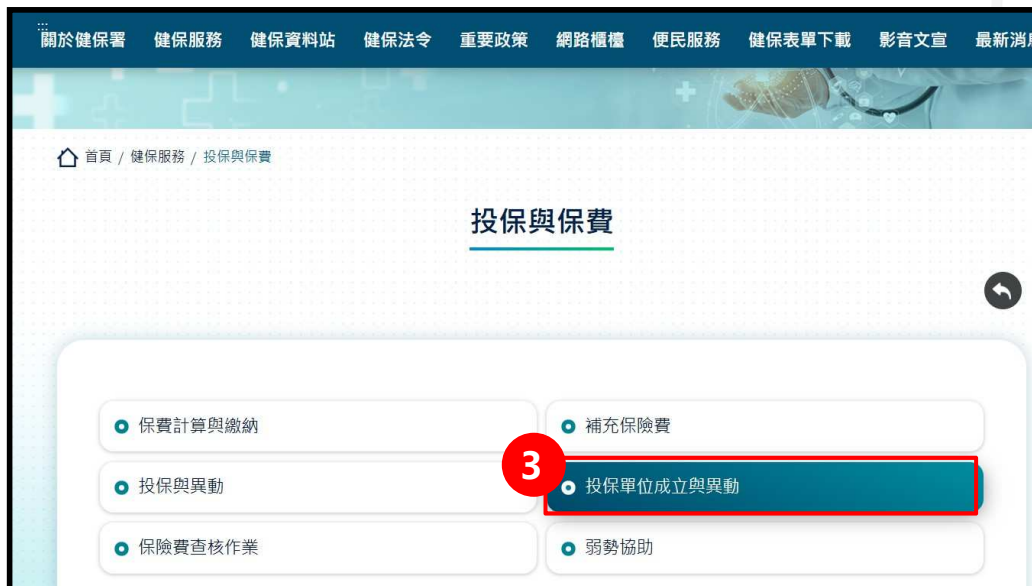 :::
關於健保署 健保服務 健保資料站 健保法令 重要政策 網路櫃檯 便民服務 健保表單下載 影音文宣 最新消息
首頁 / 健保服務 / 投保與保費
投保與保費
保費計算與繳納 補充保險費
3
投保與異動 投保單位成立與異動
保險費查核作業 弱勢協助